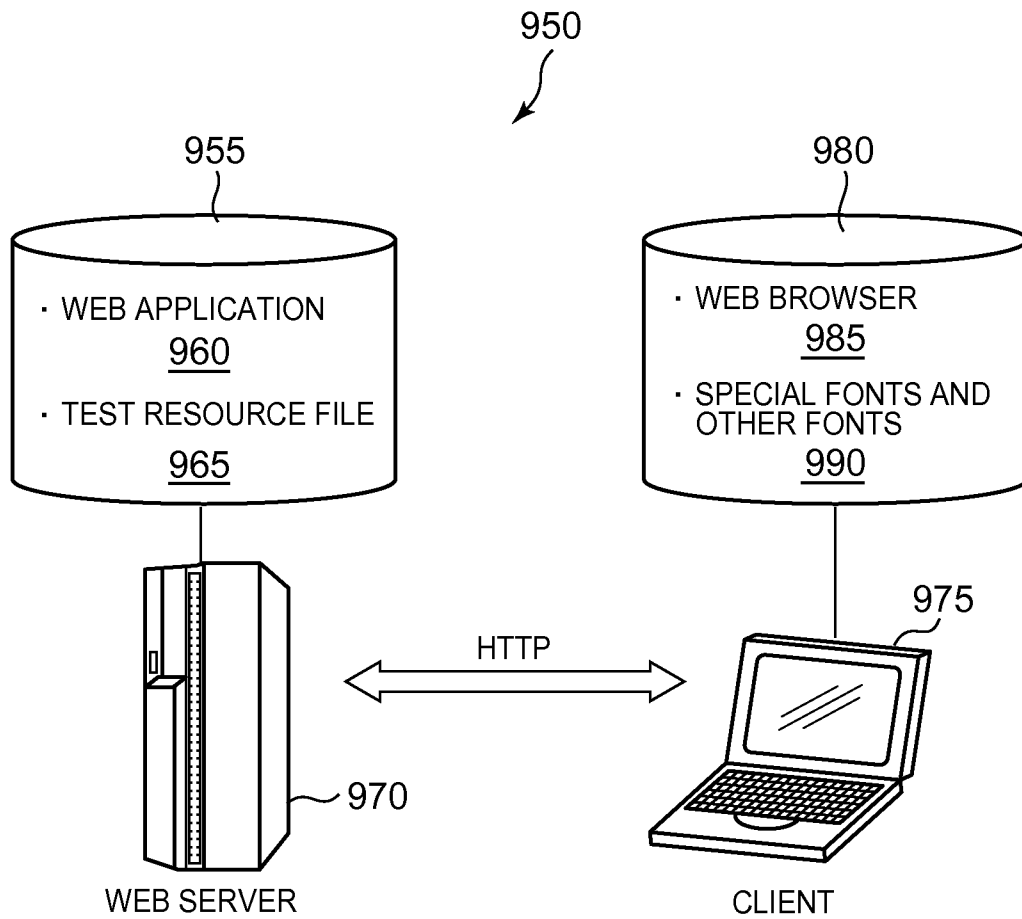 950
955
980
· WEB APPLICATION
960
· TEST RESOURCE FILE
965
· WEB BROWSER
985
· SPECIAL FONTS AND
OTHER FONTS
990
975
HTTP
970
WEB SERVER
CLIENT